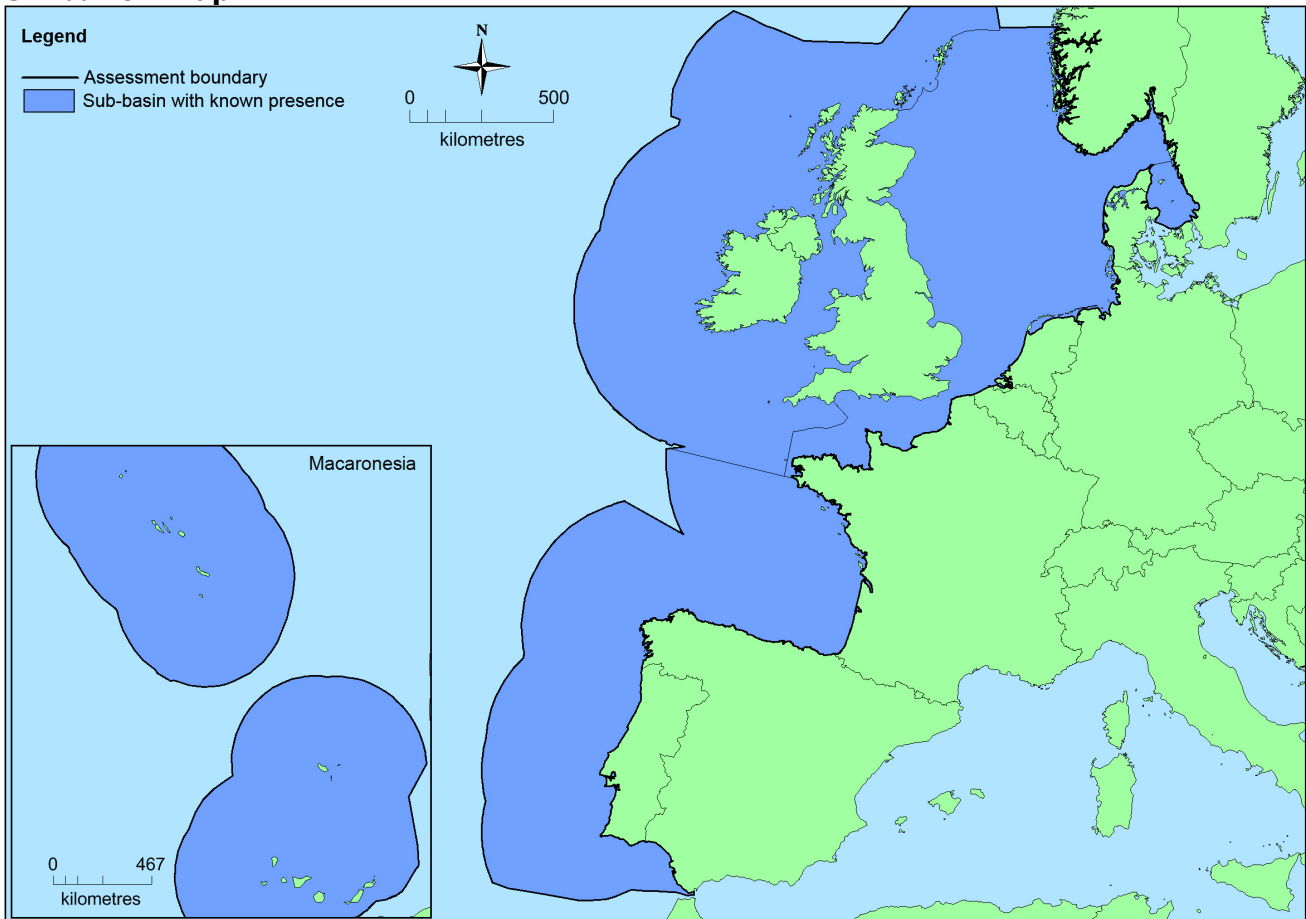 Legend
Assessment boundary
Sub-basin with known presence
N
0 500
kilometres
Macaronesia
0 467
kilometres